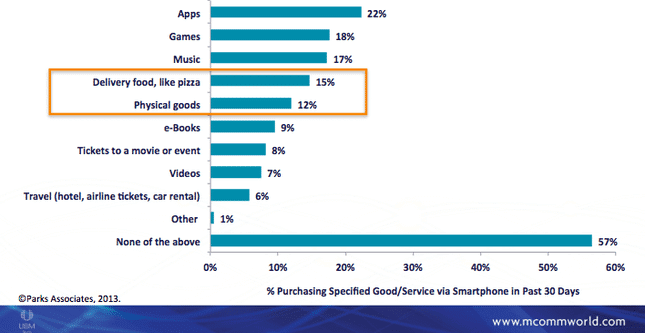 Apps 22%
Games 18%
Music 17%
Delivery food, like pizza 15%
Physical goods 12%
e-Books 9%
Tickets to a movie or event 8%
Videos 7%
Travel (hotel, airline tickets, car rental) 6%
Other 1%
None of the above 57%
0% 10% 20% 30% 40% 50% 60%
% Purchasing Specified Good/Service via Smartphone in Past 30 Days
©Parks Associates, 2013.
UBM
www.mcommworld.com